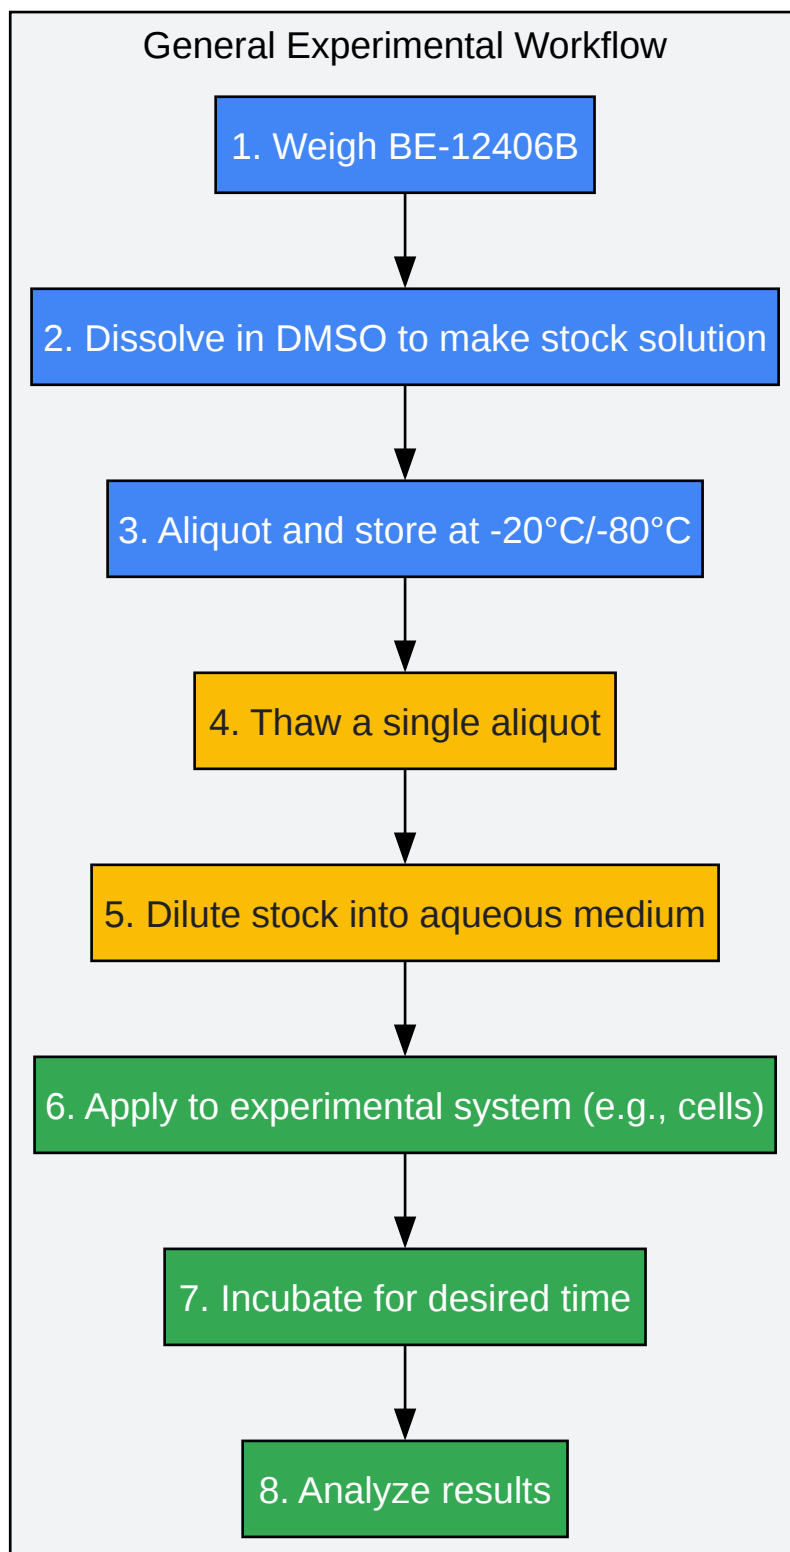 General Experimental Workflow
1. Weigh BE-12406B
2. Dissolve in DMSO to make stock solution
3. Aliquot and store at -20°C/-80°C
4. Thaw a single aliquot
5. Dilute stock into aqueous medium
6. Apply to experimental system (e.g., cells)
7. Incubate for desired time
8. Analyze results